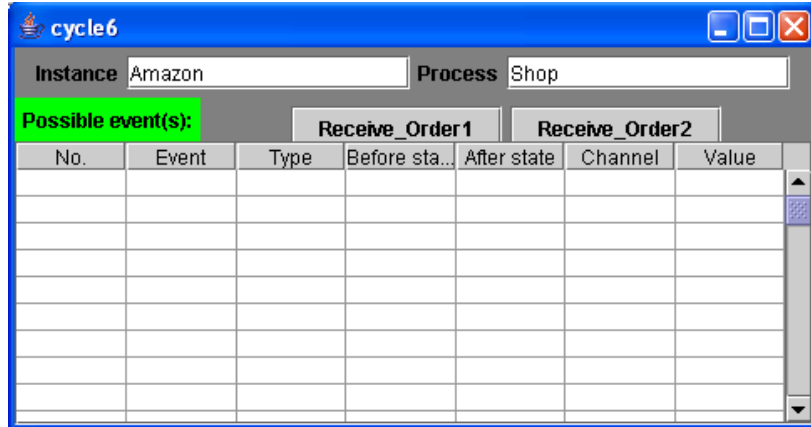 cycle6
Instance Amazon Process Shop
Possible event(s): Receive_Order1 Receive_Order2
No. Event Type Before sta... After state Channel Value